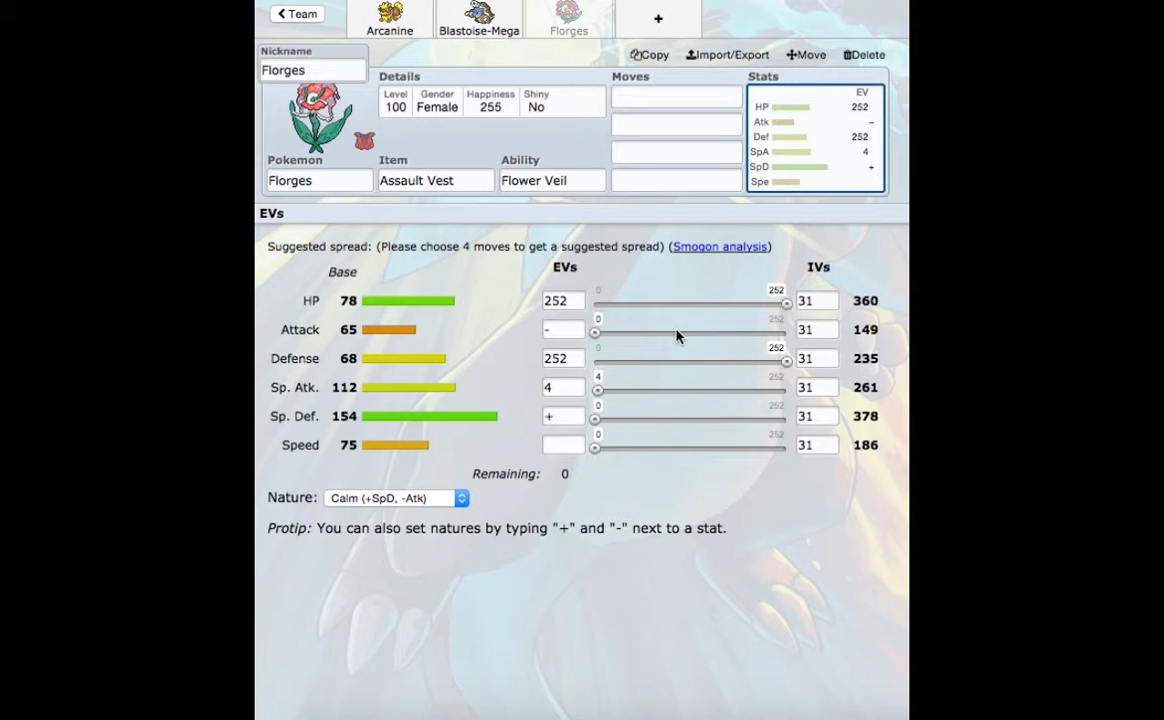 Team
Arcanine Blastoise-Mega Florges +
Copy Import/Export Move Delete
Nickname
Florges
Details Moves Stats
Level Gender Happiness Shiny
100 Female 255 No
EV
HP 252
Atk –
Def 252
SpA 4
SpD +
Spe
Pokemon Item Ability
Florges Assault Vest Flower Veil
EVs
Suggested spread: (Please choose 4 moves to get a suggested spread) (Smogon analysis)
Base EVs IVs
0 252
HP 78 252 31 360
0 252
Attack 65 - 31 149
0 252
Defense 68 252 31 235
4 252
Sp. Atk. 112 4 31 261
0 252
Sp. Def. 154 + 31 378
0 252
Speed 75 31 186
Remaining: 0
Nature: Calm (+SpD, -Atk)
Protip: You can also set natures by typing "+" and "-" next to a stat.